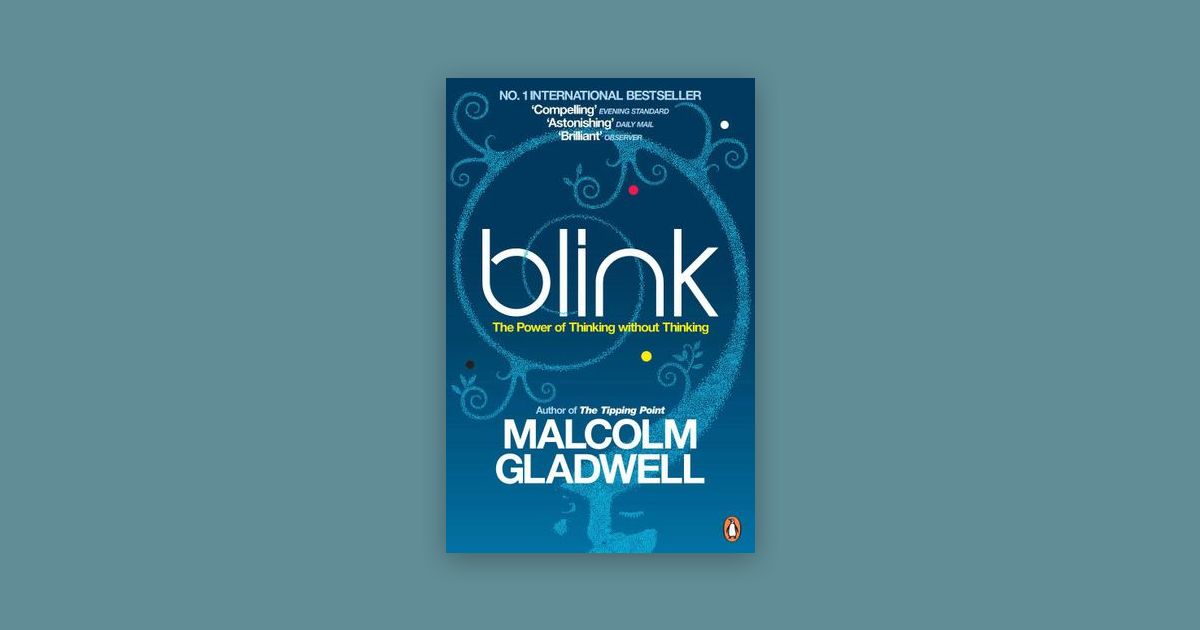 NO. 1 INTERNATIONAL BESTSELLER
'Compelling' EVENING STANDARD
'Astonishing' DAILY MAIL
'Brilliant' OBSERVER
blink
The Power of Thinking without Thinking
Author of The Tipping Point
MALCOLM
GLADWELL